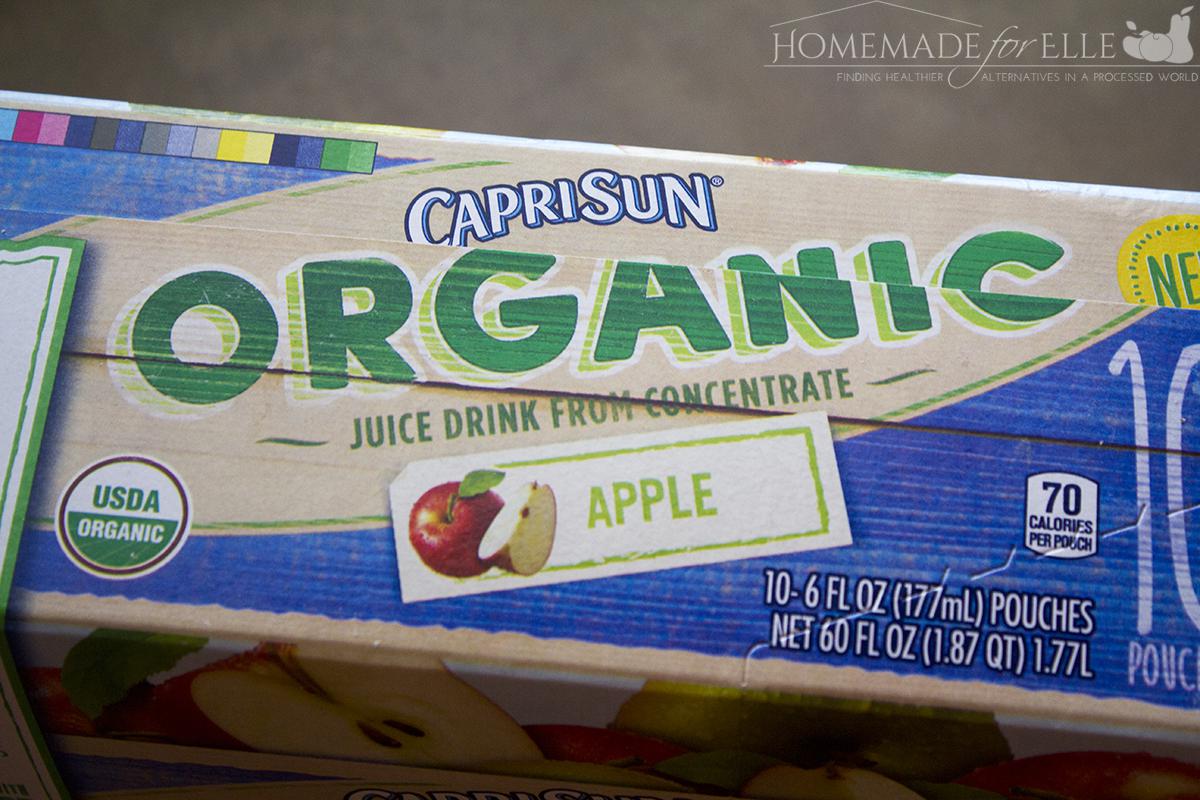 HOMEMADE for ELLE
FINDING HEALTHIER ALTERNATIVES IN A PROCESSED WORLD
CAPRISUN®
ORGANIC
JUICE DRINK FROM CONCENTRATE
APPLE
USDA
ORGANIC
70
CALORIES
PER POUCH
10- 6 FL OZ (177mL) POUCHES
NET 60 FL OZ (1.87 QT) 1.77L